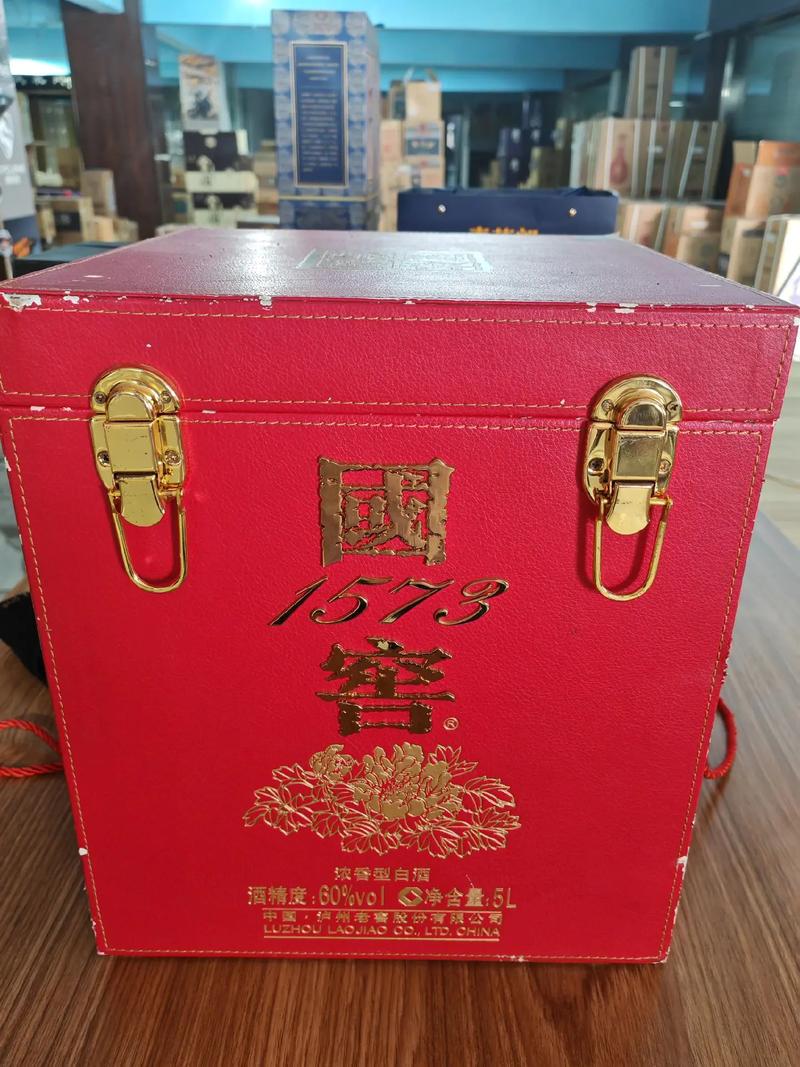 國
1573
窖®
浓香型白酒
酒精度:60%vol 净含量:5L
中国·泸州老窖股份有限公司
LUZHOU LAOJIAO CO., LTD, CHINA